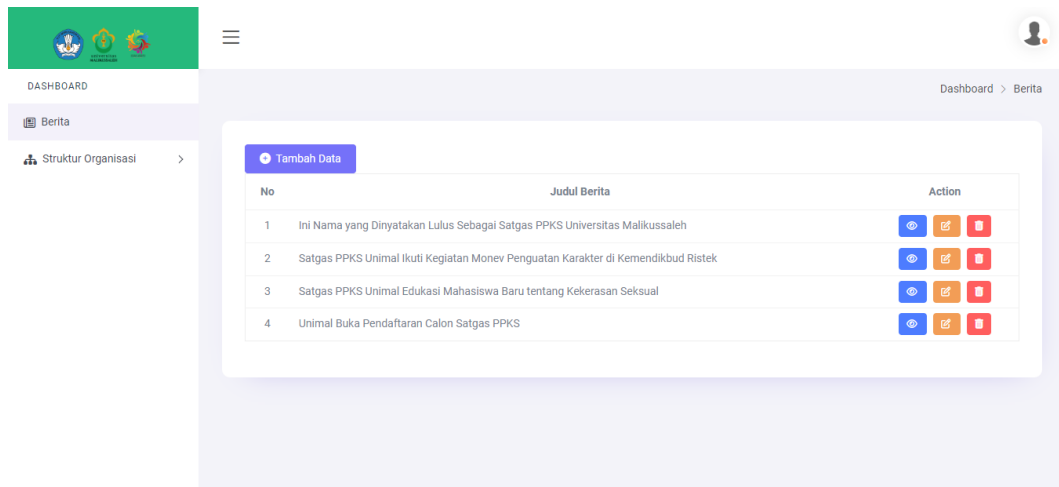 DASHBOARD
Berita
Struktur Organisasi >
Dashboard > Berita
Tambah Data
No Judul Berita Action
1 Ini Nama yang Dinyatakan Lulus Sebagai Satgas PPKS Universitas Malikussaleh
2 Satgas PPKS Unimal Ikuti Kegiatan Monev Penguatan Karakter di Kemendikbud Ristek
3 Satgas PPKS Unimal Edukasi Mahasiswa Baru tentang Kekerasan Seksual
4 Unimal Buka Pendaftaran Calon Satgas PPKS